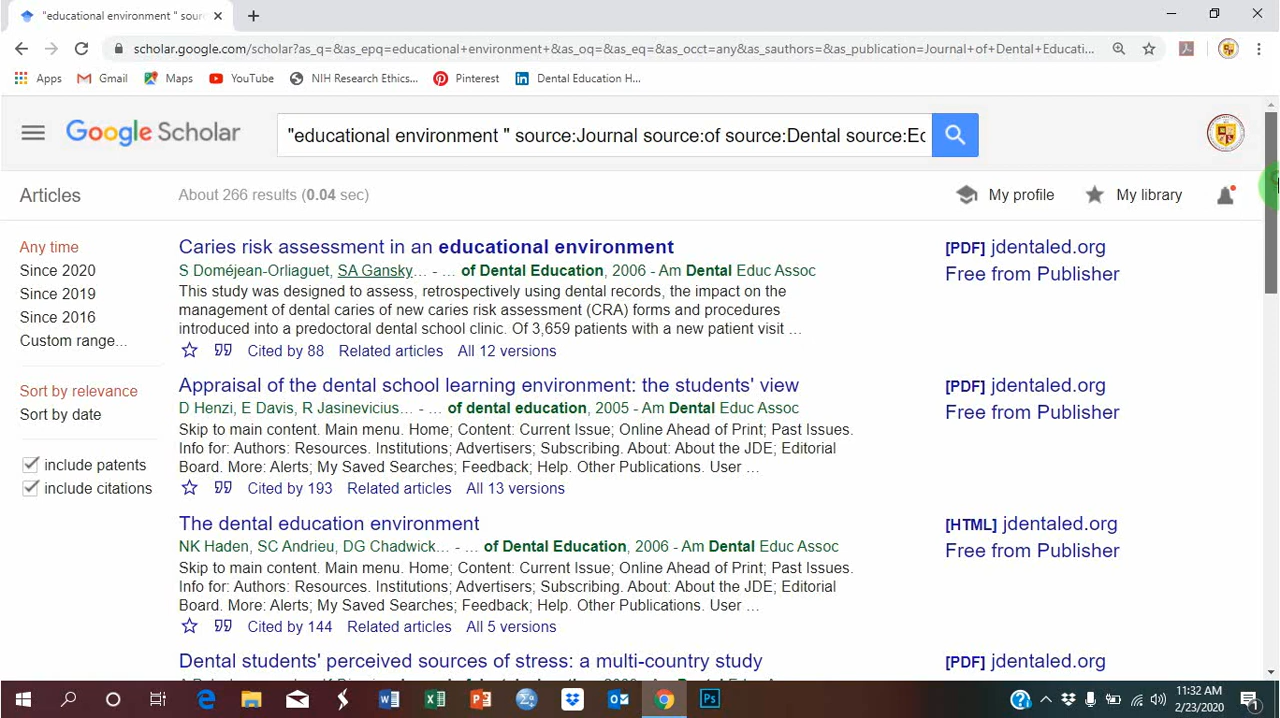 "educational environment " sour
scholar.google.com/scholar?as_q=&as_epq=educational+environment+&as_oq=&as_eq=&as_occt=any&as_sauthors=&as_publication=Journal+of+Dental+Educati...
Apps Gmail Maps YouTube NIH Research Ethics... Pinterest Dental Education H...
Google Scholar
"educational environment " source:Journal source:of source:Dental source:Ec
Articles About 266 results (0.04 sec) My profile My library
Any time
Since 2020
Since 2019
Since 2016
Custom range...
Sort by relevance
Sort by date
include patents
include citations
Caries risk assessment in an educational environment
S Doméjean-Orliaguet, SA Gansky... - ... of Dental Education, 2006 - Am Dental Educ Assoc
This study was designed to assess, retrospectively using dental records, the impact on the
management of dental caries of new caries risk assessment (CRA) forms and procedures
introduced into a predoctoral dental school clinic. Of 3,659 patients with a new patient visit ...
Cited by 88 Related articles All 12 versions
[PDF] jdentaled.org
Free from Publisher
Appraisal of the dental school learning environment: the students' view
D Henzi, E Davis, R Jasinevicius... - ... of dental education, 2005 - Am Dental Educ Assoc
Skip to main content. Main menu. Home; Content: Current Issue; Online Ahead of Print; Past Issues.
Info for: Authors: Resources. Institutions; Advertisers; Subscribing. About: About the JDE; Editorial
Board. More: Alerts; My Saved Searches; Feedback; Help. Other Publications. User ...
Cited by 193 Related articles All 13 versions
[PDF] jdentaled.org
Free from Publisher
The dental education environment
NK Haden, SC Andrieu, DG Chadwick... - ... of Dental Education, 2006 - Am Dental Educ Assoc
Skip to main content. Main menu. Home; Content: Current Issue; Online Ahead of Print; Past Issues.
Info for: Authors: Resources. Institutions; Advertisers; Subscribing. About: About the JDE; Editorial
Board. More: Alerts; My Saved Searches; Feedback; Help. Other Publications. User ...
Cited by 144 Related articles All 5 versions
[HTML] jdentaled.org
Free from Publisher
Dental students' perceived sources of stress: a multi-country study
[PDF] jdentaled.org
11:32 AM
2/23/2020